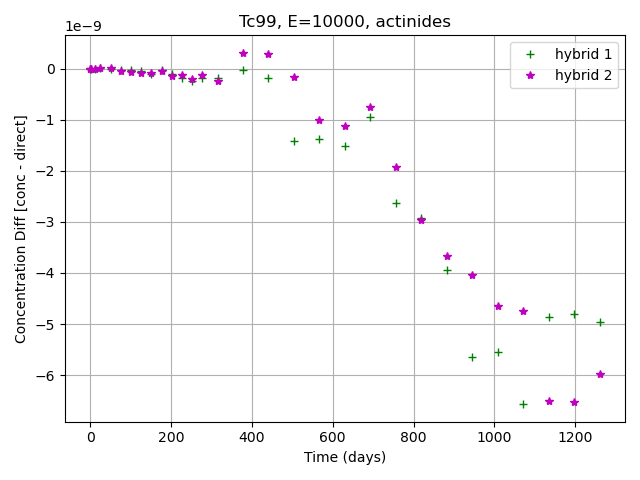 Tc99, E=10000, actinides
1e−9
hybrid 1
hybrid 2
Concentration Diff [conc - direct]
0
−1
−2
−3
−4
−5
−6
0 200 400 600 800 1000 1200
Time (days)